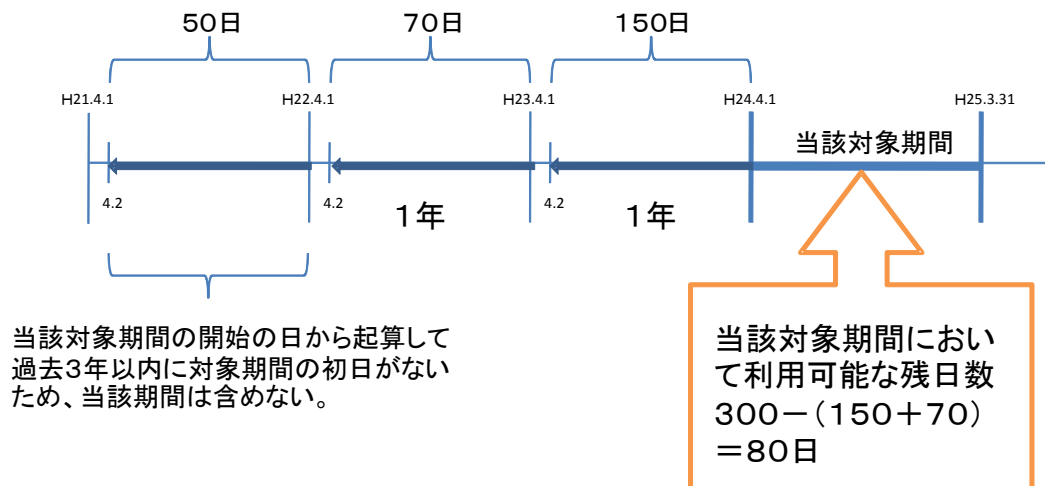 50日 70日 150日
H21.4.1 H22.4.1 H23.4.1 H24.4.1 H25.3.31
当該対象期間
4.2 4.2 4.2
1年 1年
当該対象期間の開始の日から起算して
過去3年以内に対象期間の初日がない
ため、当該期間は含めない。
当該対象期間におい
て利用可能な残日数
300-(150+70)
=80日